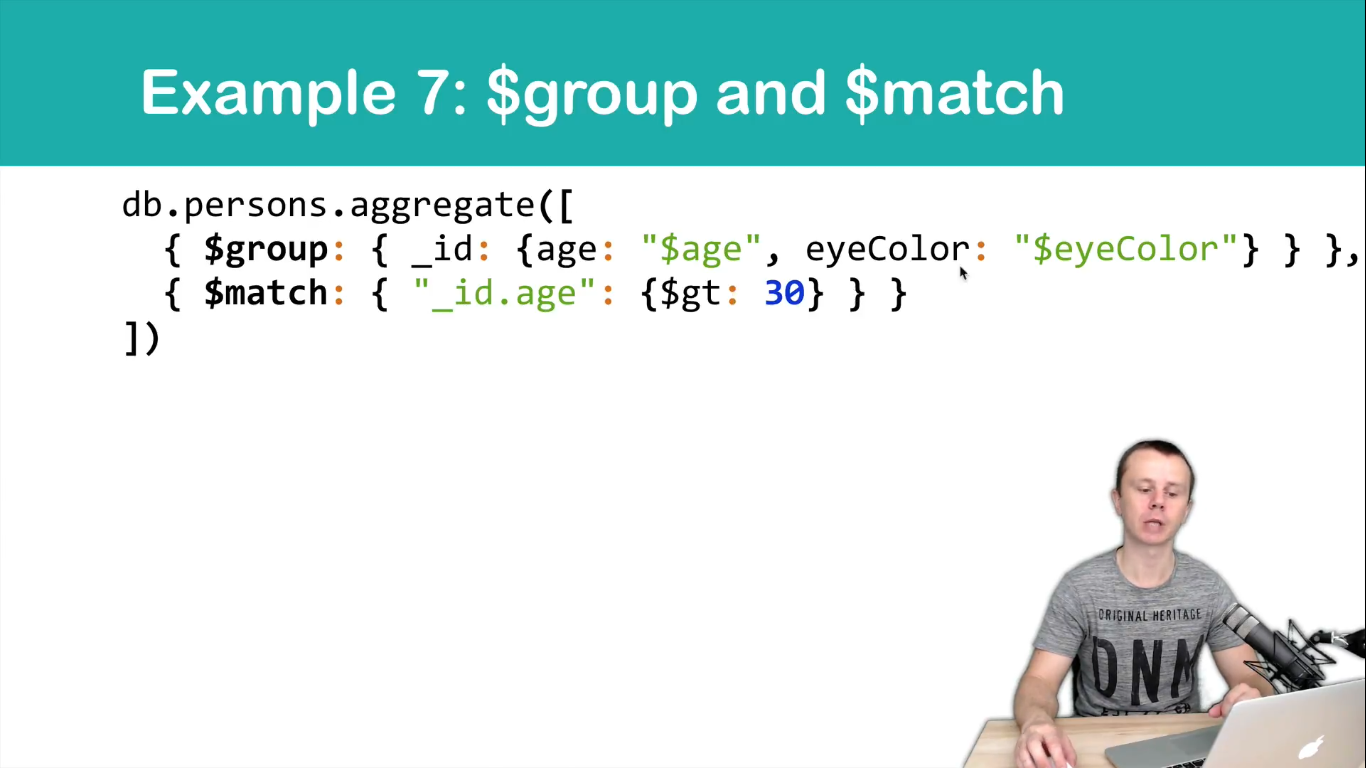 Example 7: $group and $match
db.persons.aggregate([
{ $group: { _id: {age: "$age", eyeColor: "$eyeColor"} } },
{ $match: { "_id.age": {$gt: 30} } }
])
ORIGINAL HERITAGE
DNM